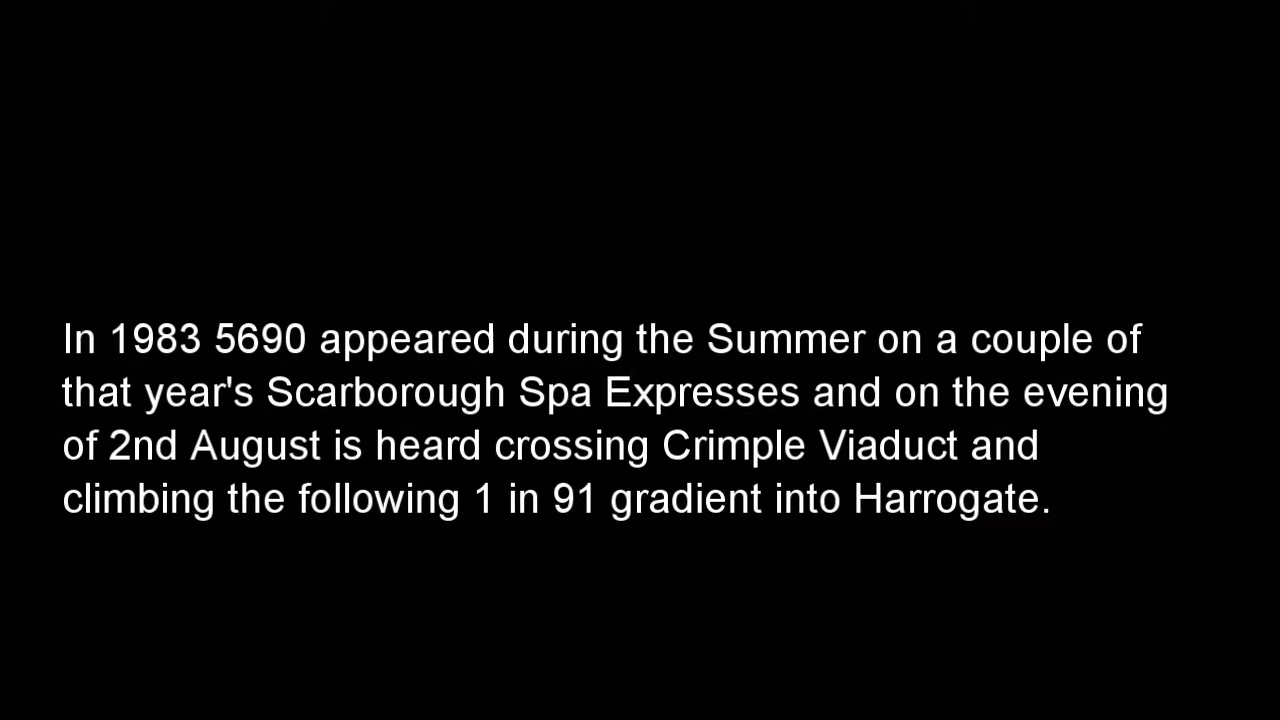 In 1983 5690 appeared during the Summer on a couple of
that year's Scarborough Spa Expresses and on the evening
of 2nd August is heard crossing Crimple Viaduct and
climbing the following 1 in 91 gradient into Harrogate.